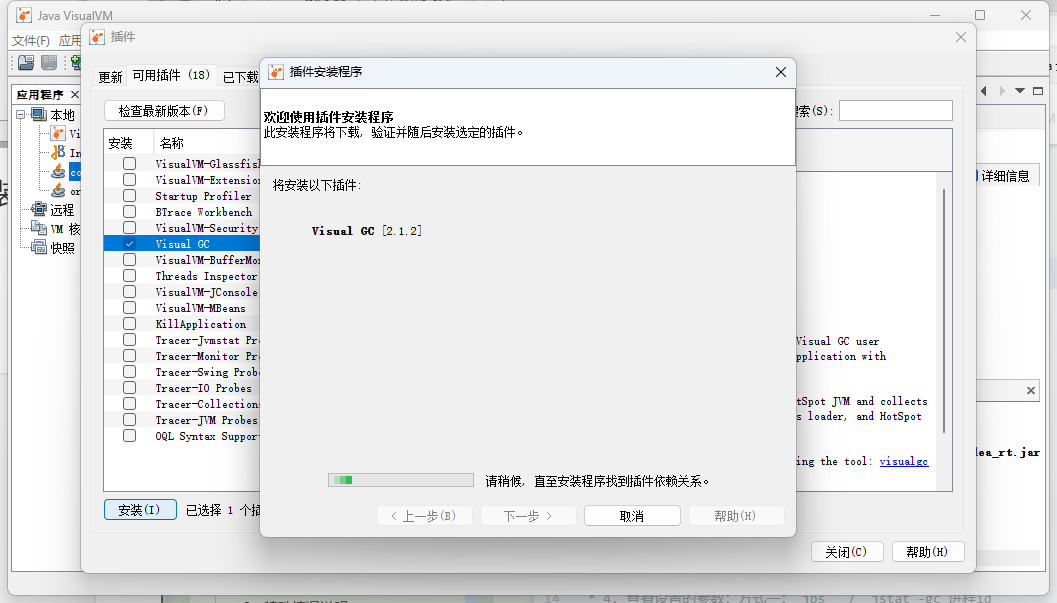 Java VisualVM
文件(F) 应用
插件
更新 可用插件 (18) 已下载
插件安装程序
应用程序
检查最新版本(F)
索(S):
欢迎使用插件安装程序
此安装程序将下载, 验证并随后安装选定的插件。
本地
安装 名称
Vi
VisualVM-Glassfis
In
VisualVM-Extension
详细信息
将安装以下插件:
co
Startup Profiler
or
BTrace Workbench
远程
VisualVM-Security
VM 核
Visual GC
Visual GC [2.1.2]
快照
VisualVM-BufferMo
Threads Inspector
VisualVM-JConsole
VisualVM-MBeans
KillApplication
Tracer-Jvmstat Pr
Visual GC user
Tracer-Monitor Pr
pplication with
Tracer-Swing Probe
Tracer-IO Probes
Tracer-Collections
tSpot JVM and collects
Tracer-JVM Probes
s loader, and HotSpot
OQL Syntax Suppor
ea_rt.jar
ing the tool: visualgc
请稍候, 直至安装程序找到插件依赖关系。
安装(I) 已选择 1 个插
< 上一步(B) 下一步 > 取消 帮助(H)
关闭(C) 帮助(H)
14 * 4. 查看设置的参数: 方式一: jps / jstat -gc 进程id